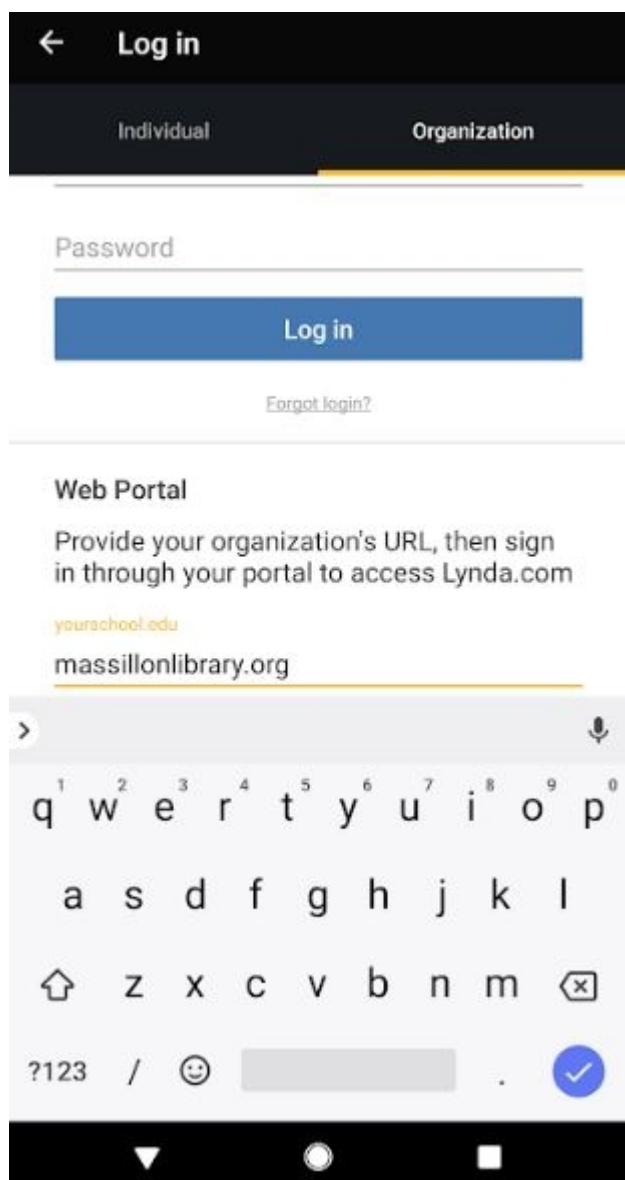 Log in
Individual Organization
Password
Log in
Forgot login?
Web Portal
Provide your organization's URL, then sign
in through your portal to access Lynda.com
yourschool.edu
massillonlibrary.org
1 2 3 4 5 6 7 8 9 0
q w e r t y u i o p
a s d f g h j k l
z x c v b n m
?123 / .